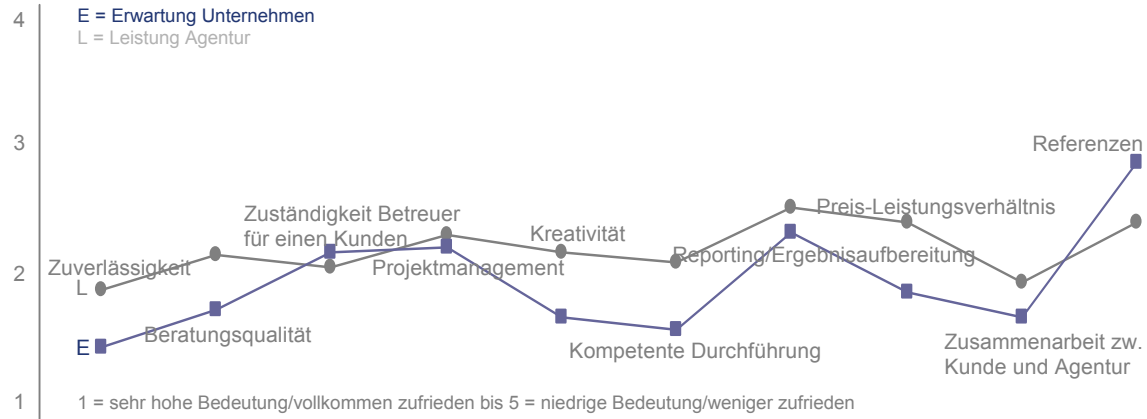 4
E = Erwartung Unternehmen
L = Leistung Agentur
3
Referenzen
Zuständigkeit Betreuer
für einen Kunden
Preis-Leistungsverhältnis
Kreativität
Zuverlässigkeit
Projektmanagement
Reporting/Ergebnisaufbereitung
2
L
Beratungsqualität
E
Kompetente Durchführung
Zusammenarbeit zw.
Kunde und Agentur
1
1 = sehr hohe Bedeutung/vollkommen zufrieden bis 5 = niedrige Bedeutung/weniger zufrieden